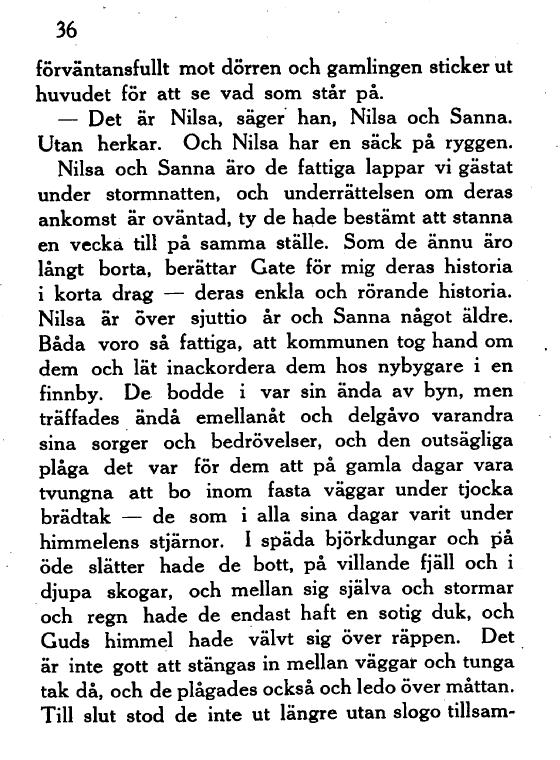 36
förväntansfullt mot dörren och gamlingen sticker ut
huvudet för att se vad som står på.
— Det är Nilsa, säger han, Nilsa och Sanna.
Utan herkar. Och Nilsa har en säck på ryggen.
Nilsa och Sanna äro de fattiga lappar vi gästat
under stormnatten, och underrättelsen om deras
ankomst är oväntad, ty de hade bestämt att stanna
en vecka till på samma ställe. Som de ännu äro
långt borta, berättar Gate för mig deras historia
i korta drag — deras enkla och rörande historia.
Nilsa är över sjuttio år och Sanna något äldre.
Båda voro så fattiga, att kommunen tog hand om
dem och lät inackordera dem hos nybygare i en
finnby. De bodde i var sin ända av byn, men
träffades ändå emellanåt och delgåvo varandra
sina sorger och bedrövelser, och den outsägliga
plåga det var för dem att på gamla dagar vara
tvungna att bo inom fasta väggar under tjocka
brädtak — de som i alla sina dagar varit under
himmelens stjärnor. I späda björkdungar och på
öde slätter hade de bott, på villande fjäll och i
djupa skogar, och mellan sig själva och stormar
och regn hade de endast haft en sotig duk, och
Guds himmel hade välvt sig över räppen. Det
är inte gott att stängas in mellan väggar och tunga
tak då, och de plågades också och ledo över måttan.
Till slut stod de inte ut längre utan slogo tillsam-